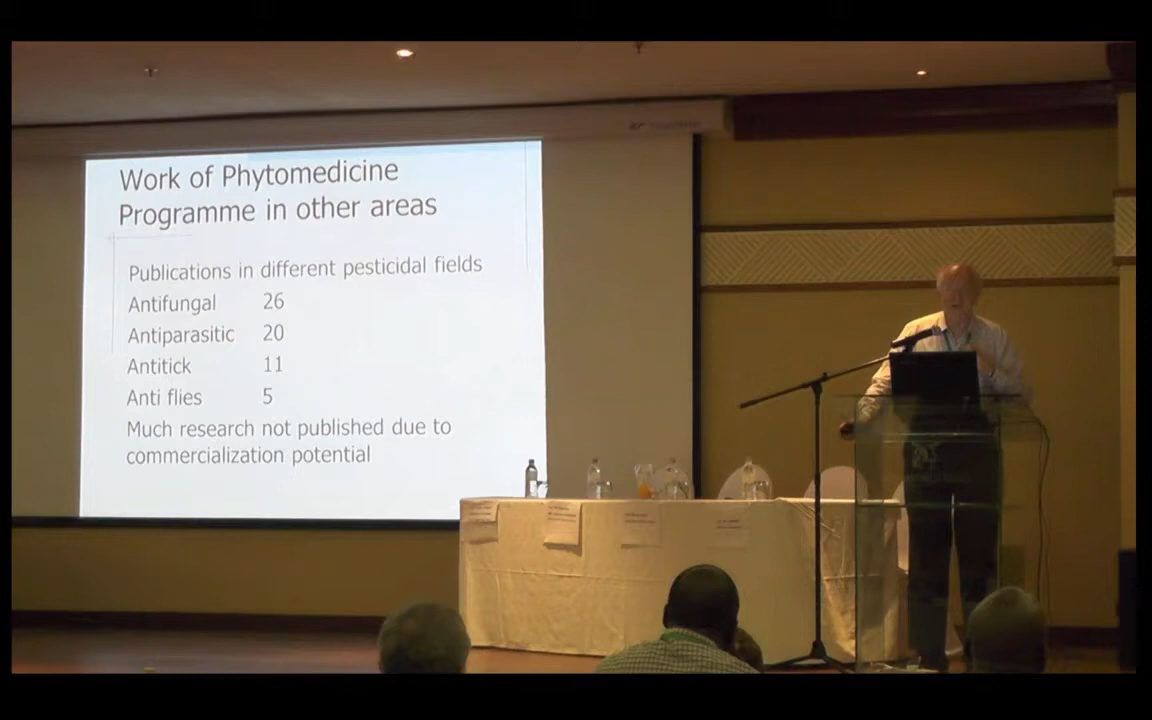 Work of Phytomedicine
Programme in other areas
Publications in different pesticidal fields
Antifungal 26
Antiparasitic 20
Antitick 11
Anti flies 5
Much research not published due to
commercialization potential